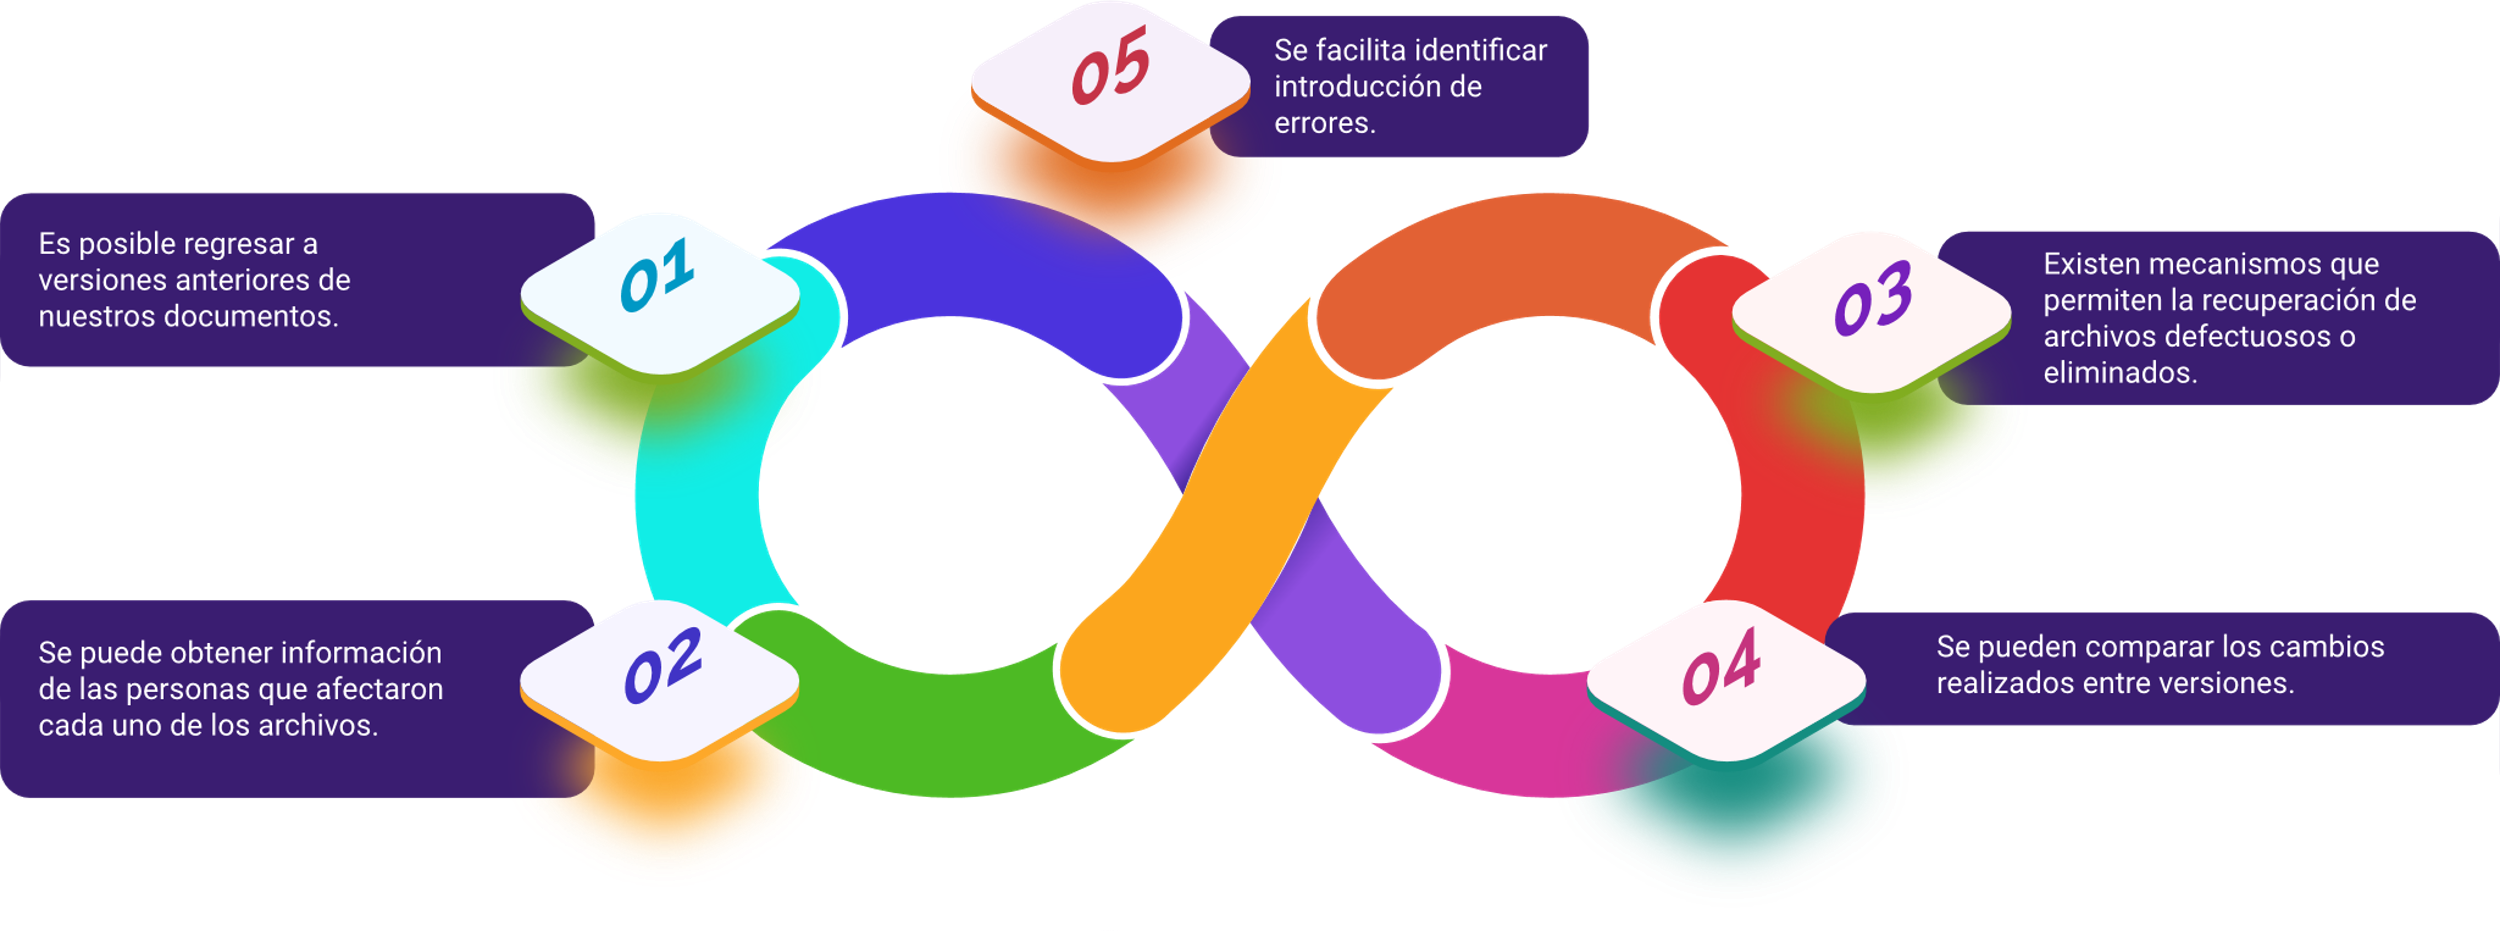 01
Es posible regresar a
versiones anteriores de
nuestros documentos.
02
Se puede obtener información
de las personas que afectaron
cada uno de los archivos.
03
Existen mecanismos que
permiten la recuperación de
archivos defectuosos o
eliminados.
04
Se pueden comparar los cambios
realizados entre versiones.
05
Se facilita identificar
introducción de
errores.